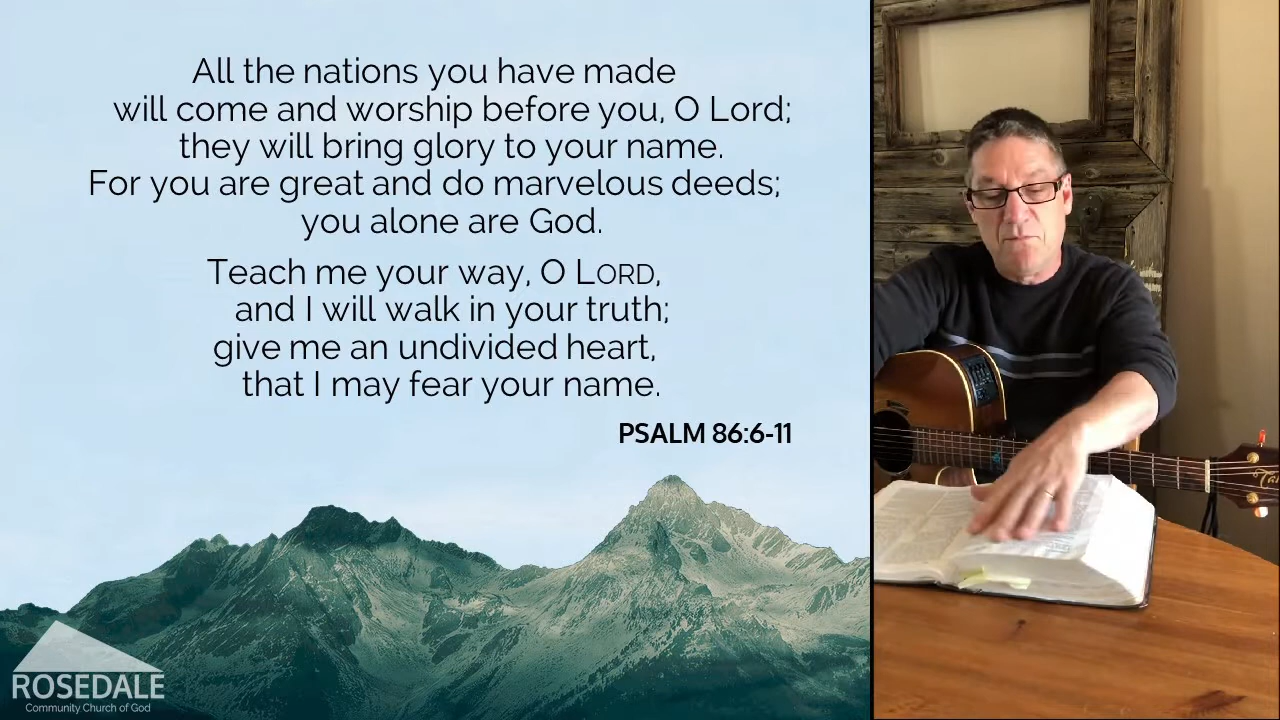 All the nations you have made
will come and worship before you, O Lord;
they will bring glory to your name.
For you are great and do marvelous deeds;
you alone are God.
Teach me your way, O LORD,
and I will walk in your truth;
give me an undivided heart,
that I may fear your name.
PSALM 86:6-11
ROSEDALE
Community Church of God